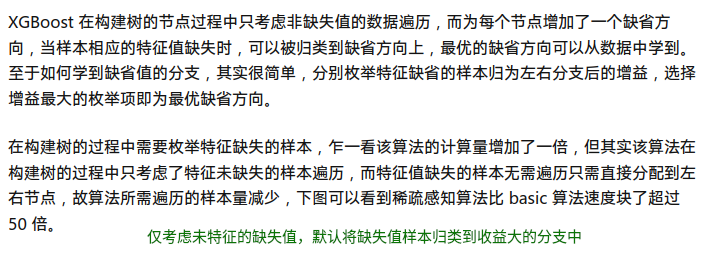 XGBoost 在构建树的节点过程中只考虑非缺失值的数据遍历，而为每个节点增加了一个缺省方
向，当样本相应的特征值缺失时，可以被归类到缺省方向上，最优的缺省方向可以从数据中学到。
至于如何学到缺省值的分支，其实很简单，分别枚举特征缺省的样本归为左右分支后的增益，选择
增益最大的枚举项即为最优缺省方向。
在构建树的过程中需要枚举特征缺失的样本，乍一看该算法的计算量增加了一倍，但其实该算法在
构建树的过程中只考虑了特征未缺失的样本遍历，而特征值缺失的样本无需遍历只需直接分配到左
右节点，故算法所需遍历的样本量减少，下图可以看到稀疏感知算法比 basic 算法速度块了超过
50 倍。
仅考虑未特征的缺失值，默认将缺失值样本归类到收益大的分支中